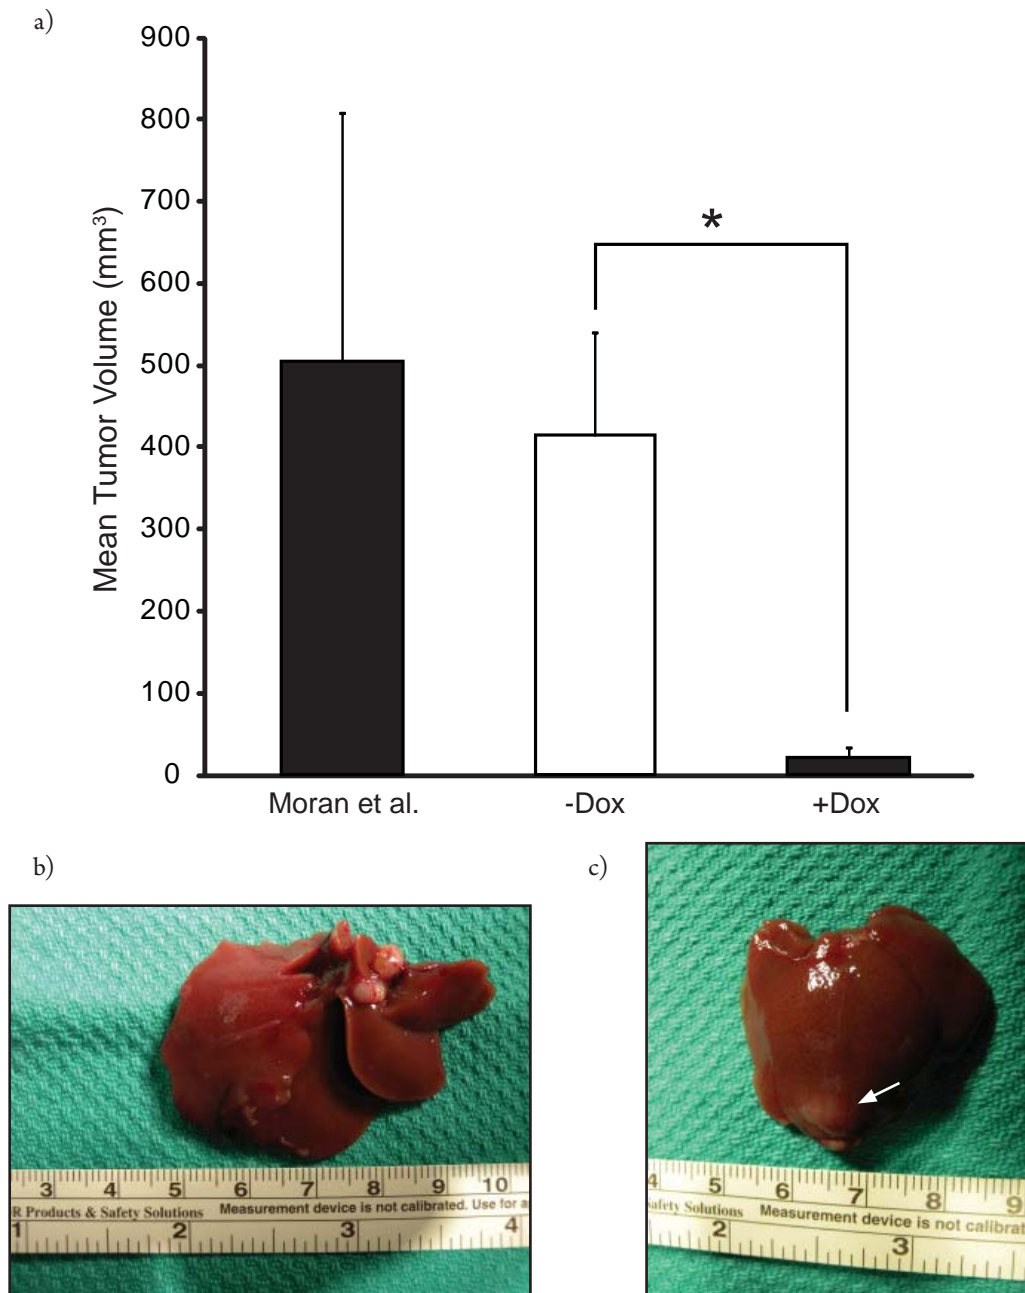 a)
900
800
700
600
500
400
300
200
100
0
Mean Tumor Volume (mm³)
*
Moran et al.
-Dox
+Dox
b)
c)
3 4 5 6 7 8 9 10
R Products & Safety Solutions Measurement device is not calibrated. Use for a
1 2 3 4
4 5 6 7 8 9
Safety Solutions Measurement device is not calibrat
2 3